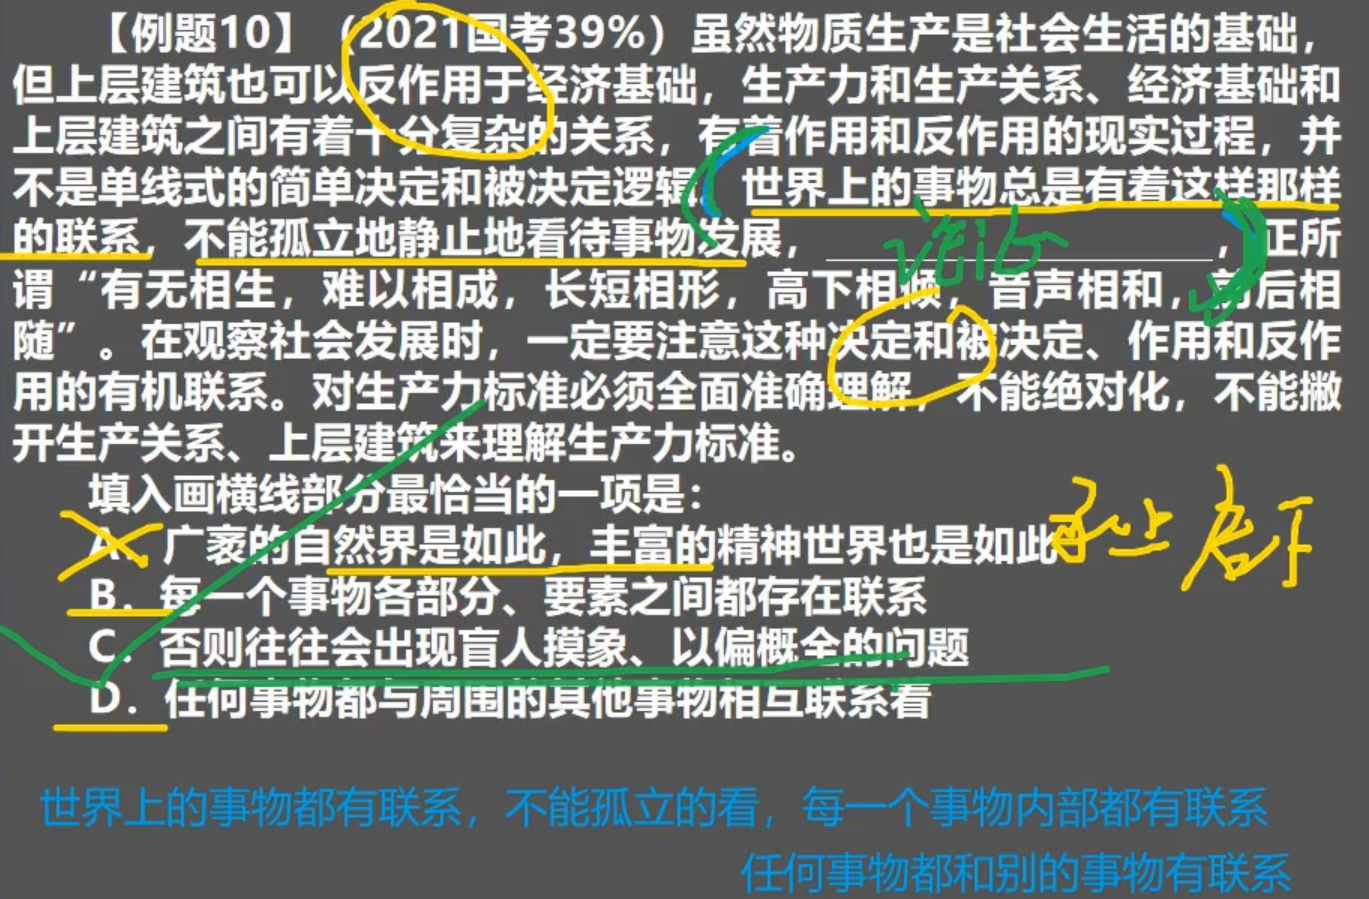 【例题10】（2021国考39%）虽然物质生产是社会生活的基础，
但上层建筑也可以反作用于经济基础，生产力和生产关系、经济基础和
上层建筑之间有着十分复杂的关系，有着作用和反作用的现实过程，并
不是单线式的简单决定和被决定逻辑。世界上的事物总是有着这样那样
的联系，不能孤立地静止地看待事物发展，＿＿＿＿＿＿＿＿，正所
谓“有无相生，难以相成，长短相形，高下相倾，音声相和，前后相
随”。在观察社会发展时，一定要注意这种决定和被决定、作用和反作
用的有机联系。对生产力标准必须全面准确理解，不能绝对化，不能撇
开生产关系、上层建筑来理解生产力标准。
填入画横线部分最恰当的一项是：
A．广袤的自然界是如此，丰富的精神世界也是如此
B．每一个事物各部分、要素之间都存在联系
C．否则往往会出现盲人摸象、以偏概全的问题
D．任何事物都与周围的其他事物相互联系看
世界上的事物都有联系，不能孤立的看，每一个事物内部都有联系
任何事物都和别的事物有联系